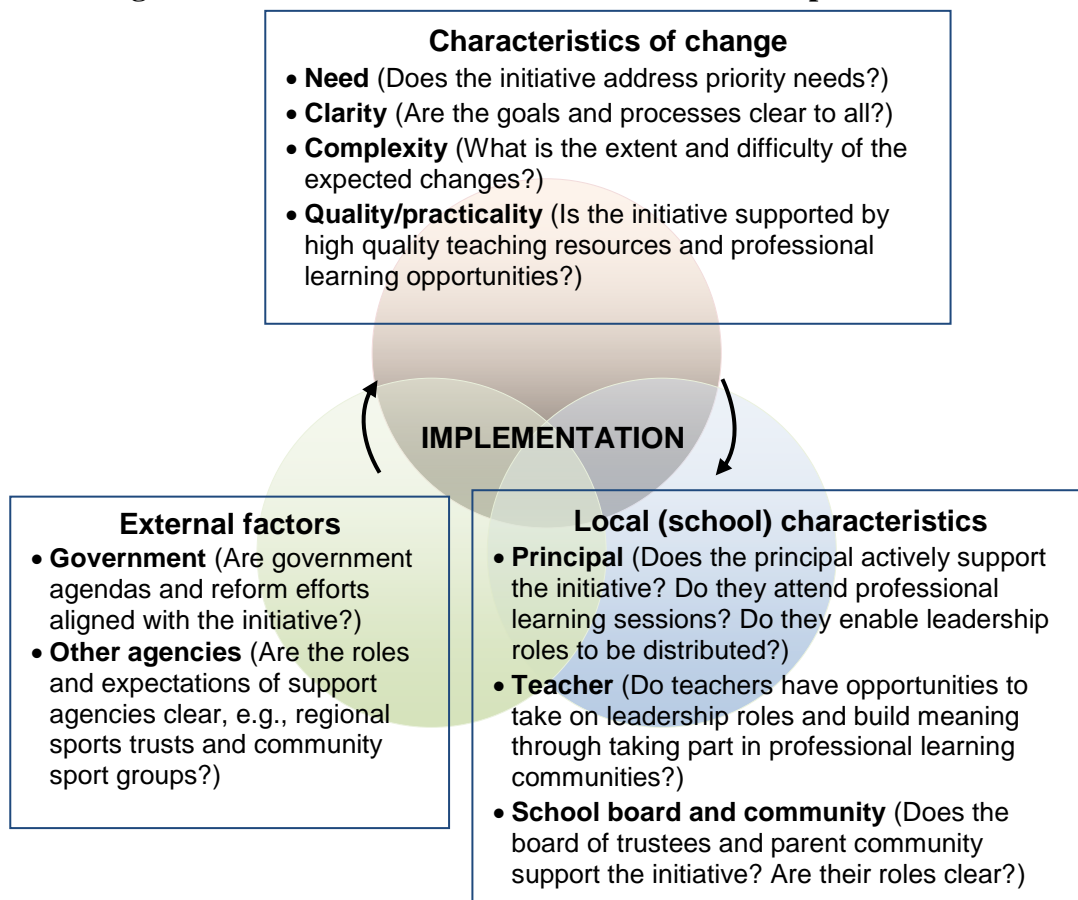 Characteristics of change
• Need (Does the initiative address priority needs?)
• Clarity (Are the goals and processes clear to all?)
• Complexity (What is the extent and difficulty of the
expected changes?)
• Quality/practicality (Is the initiative supported by
high quality teaching resources and professional
learning opportunities?)
IMPLEMENTATION
External factors
• Government (Are government
agendas and reform efforts
aligned with the initiative?)
• Other agencies (Are the roles
and expectations of support
agencies clear, e.g., regional
sports trusts and community
sport groups?)
Local (school) characteristics
• Principal (Does the principal actively support
the initiative? Do they attend professional
learning sessions? Do they enable leadership
roles to be distributed?)
• Teacher (Do teachers have opportunities to
take on leadership roles and build meaning
through taking part in professional learning
communities?)
• School board and community (Does the
board of trustees and parent community
support the initiative? Are their roles clear?)